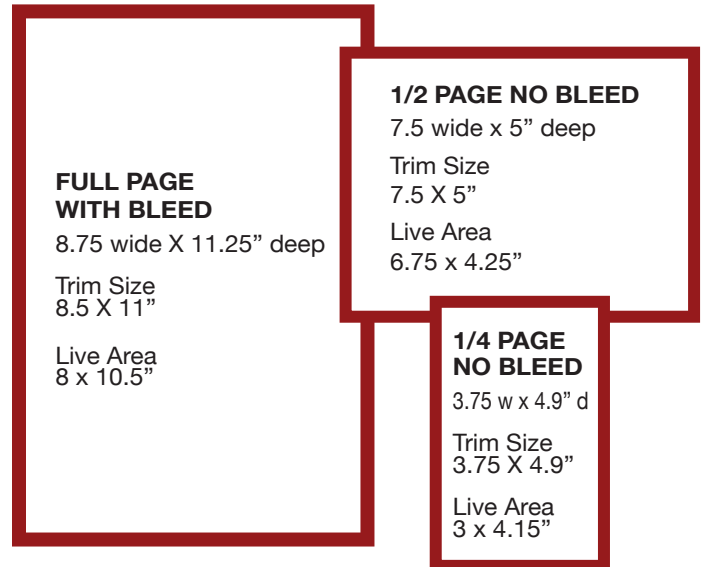 FULL PAGE
WITH BLEED
8.75 wide X 11.25” deep
Trim Size
8.5 X 11”
Live Area
8 x 10.5”
1/2 PAGE NO BLEED
7.5 wide x 5” deep
Trim Size
7.5 X 5”
Live Area
6.75 x 4.25”
1/4 PAGE
NO BLEED
3.75 w x 4.9” d
Trim Size
3.75 X 4.9”
Live Area
3 x 4.15”